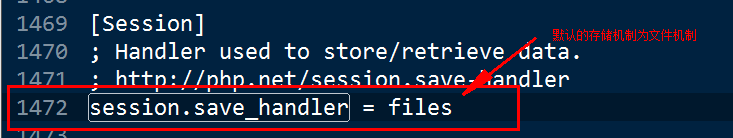 1469 [Session]
1470 ; Handler used to store/retrieve data.
默认的存储机制为文件机制
1471 ; http://php.net/session.save-handler
1472 session.save_handler = files
1473